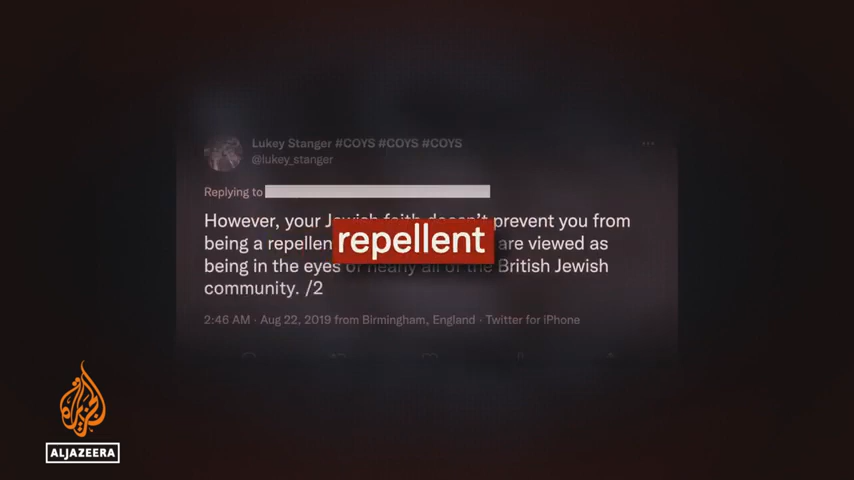 Lukey Stanger #COYS #COYS #COYS
@lukey_stanger
Replying to
However, your Jewish faith doesn't prevent you from
being a repellent
repellent
are viewed as
being in the eyes of nearly all of the British Jewish
community. /2
2:46 AM · Aug 22, 2019 from Birmingham, England · Twitter for iPhone
ALJAZEERA